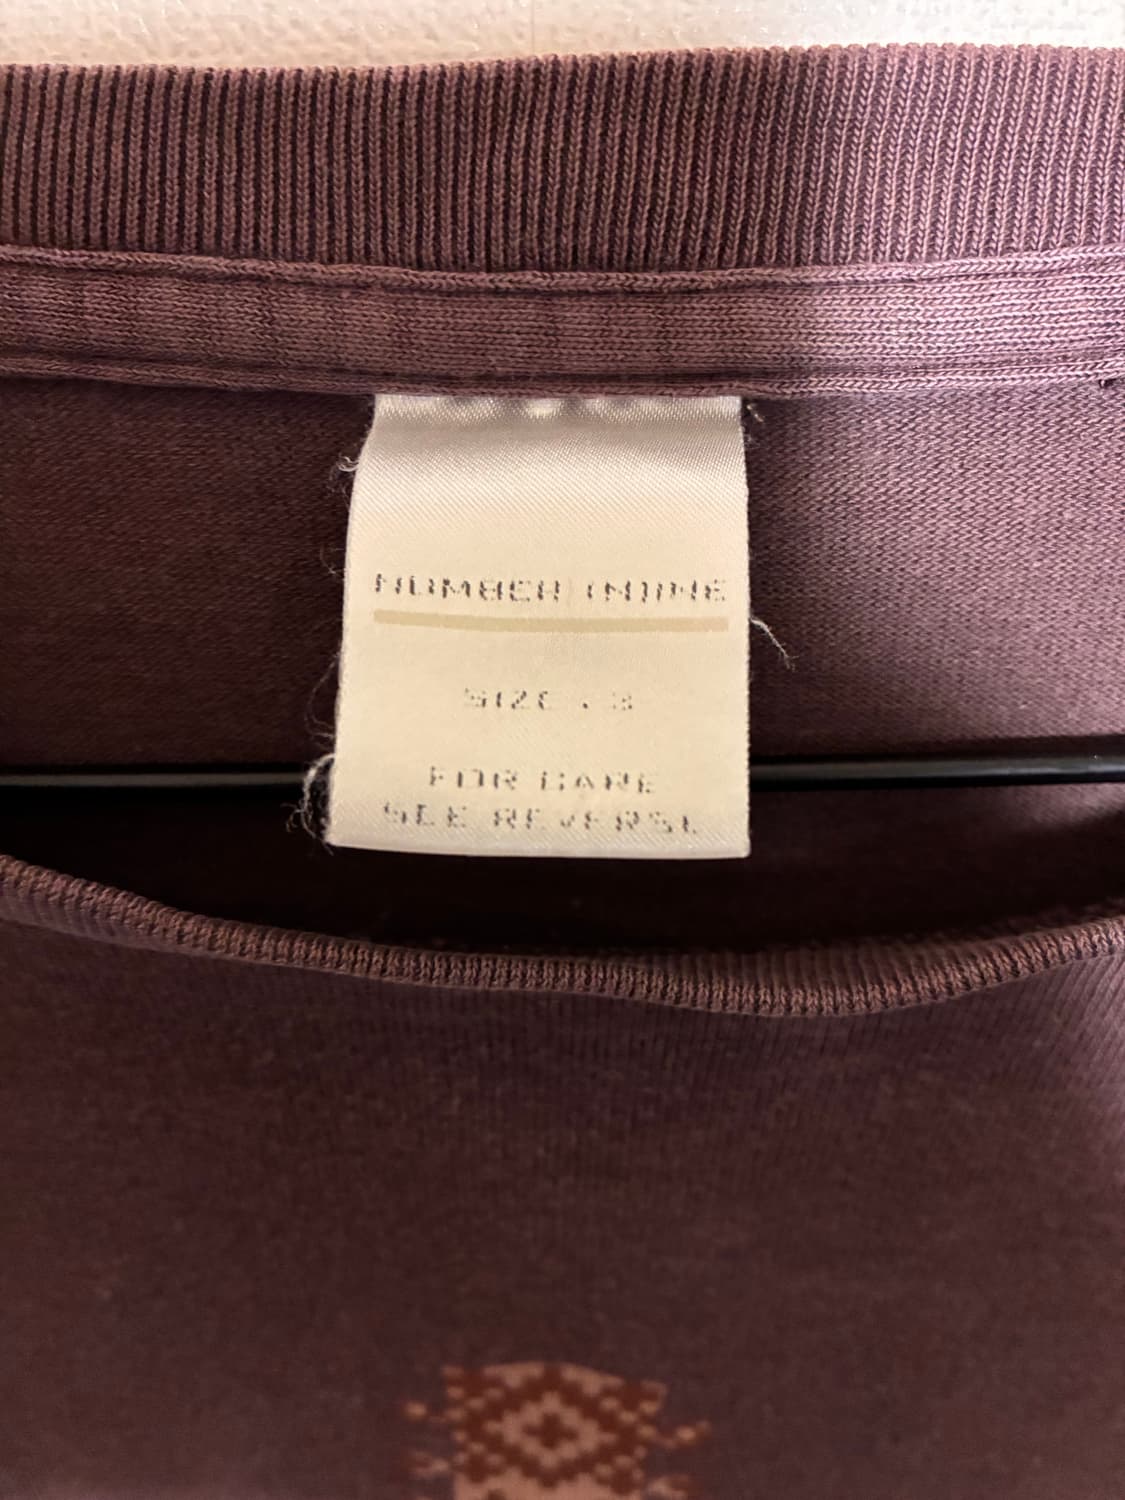 NUMBER (N)INE
SIZE . 3
FOR CARE
SEE REVERSE